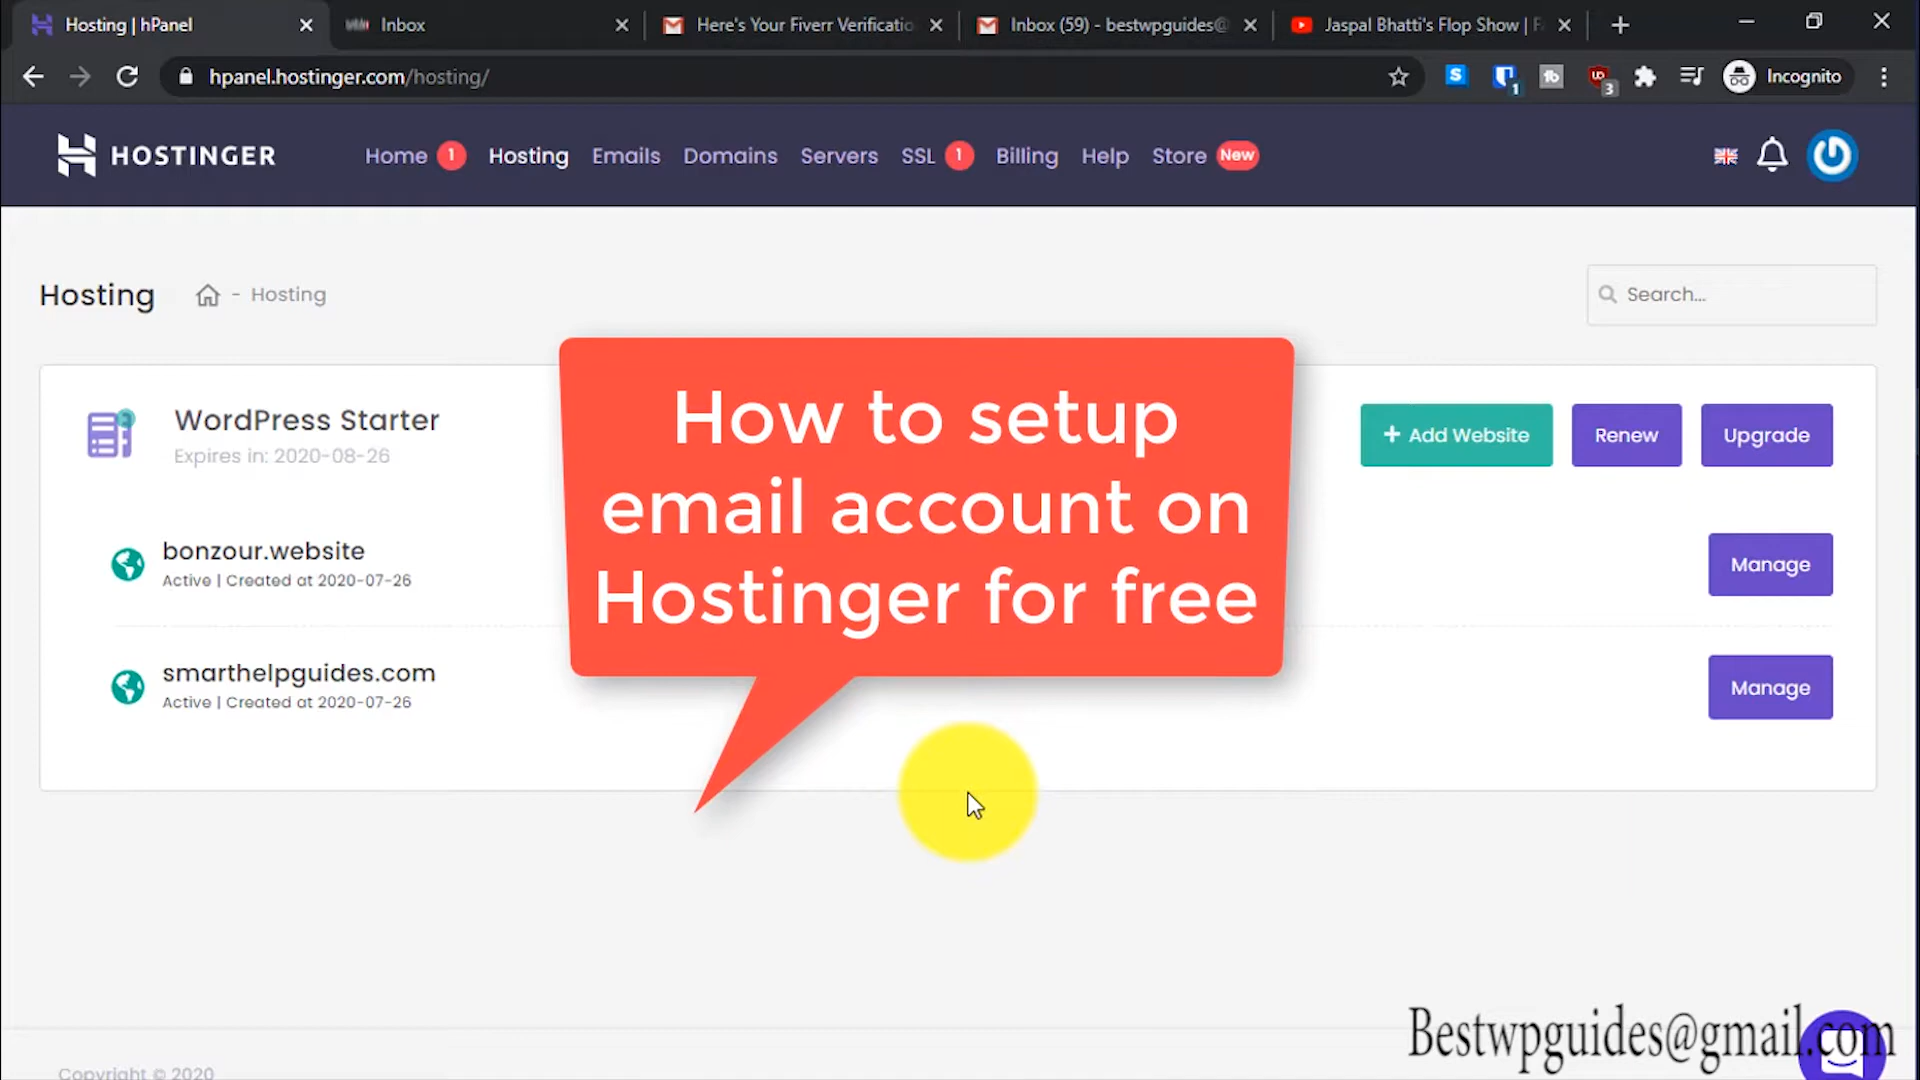 Hosting | hPanel
Inbox
Here's Your Fiverr Verificatio
Inbox (59) - bestwpguides@
Jaspal Bhatti's Flop Show |
hpanel.hostinger.com/hosting/
1
3
Incognito
HOSTINGER
Home 1 Hosting Emails Domains Servers SSL 1 Billing Help Store New
Hosting - Hosting
Search...
WordPress Starter
Expires in: 2020-08-26
+ Add Website
Renew
Upgrade
How to setup
email account on
Hostinger for free
bonzour.website
Active | Created at 2020-07-26
Manage
smarthelpguides.com
Active | Created at 2020-07-26
Manage
Bestwpguides@gmail.com
Copyright © 2020